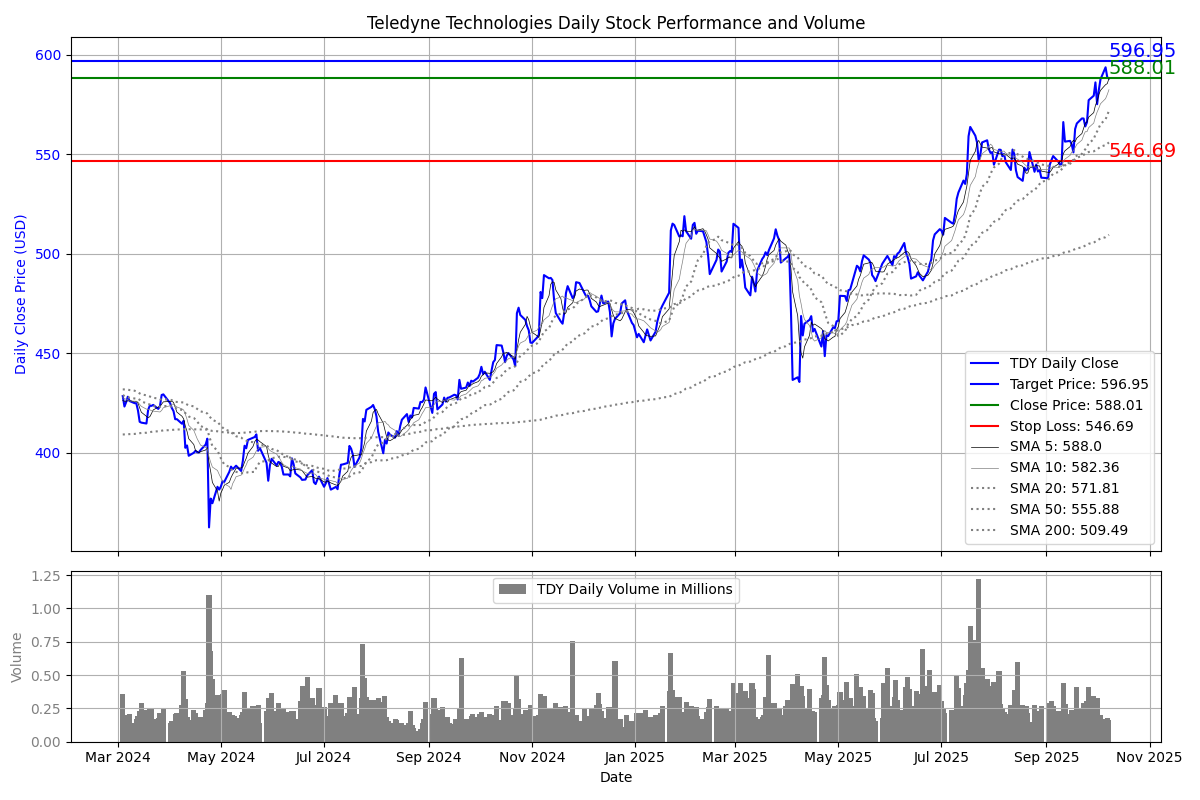 Teledyne Technologies Daily Stock Performance and Volume
600
550
500
450
400
Daily Close Price (USD)
596.95
588.01
546.69
TDY Daily Close
Target Price: 596.95
Close Price: 588.01
Stop Loss: 546.69
SMA 5: 588.0
SMA 10: 582.36
SMA 20: 571.81
SMA 50: 555.88
SMA 200: 509.49
1.25
1.00
0.75
0.50
0.25
0.00
Volume
TDY Daily Volume in Millions
Mar 2024 May 2024 Jul 2024 Sep 2024 Nov 2024 Jan 2025 Mar 2025 May 2025 Jul 2025 Sep 2025 Nov 2025
Date